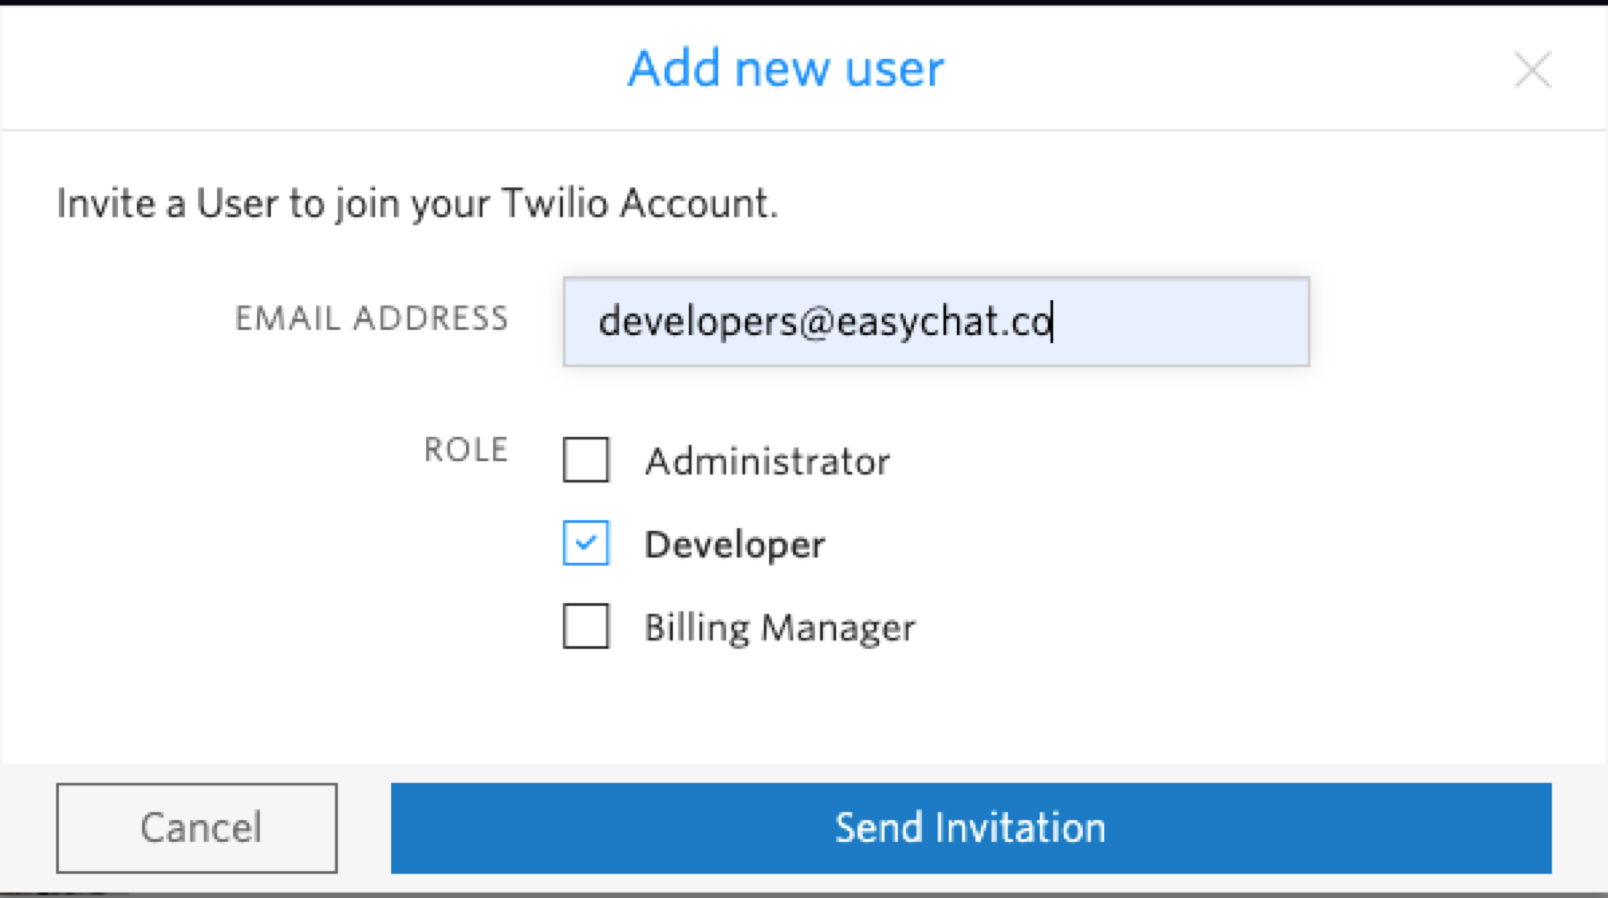 Add new user
Invite a User to join your Twilio Account.
EMAIL ADDRESS
developers@easychat.co
ROLE
Administrator
Developer
Billing Manager
Cancel
Send Invitation